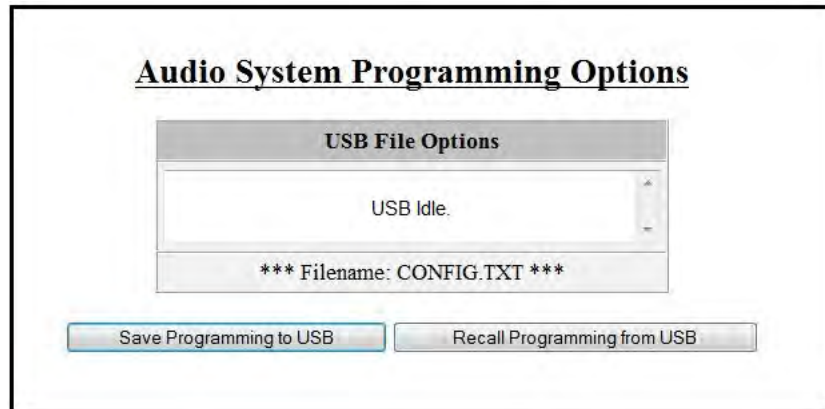 Audio System Programming Options
USB File Options
USB Idle.
*** Filename: CONFIG.TXT ***
Save Programming to USB
Recall Programming from USB